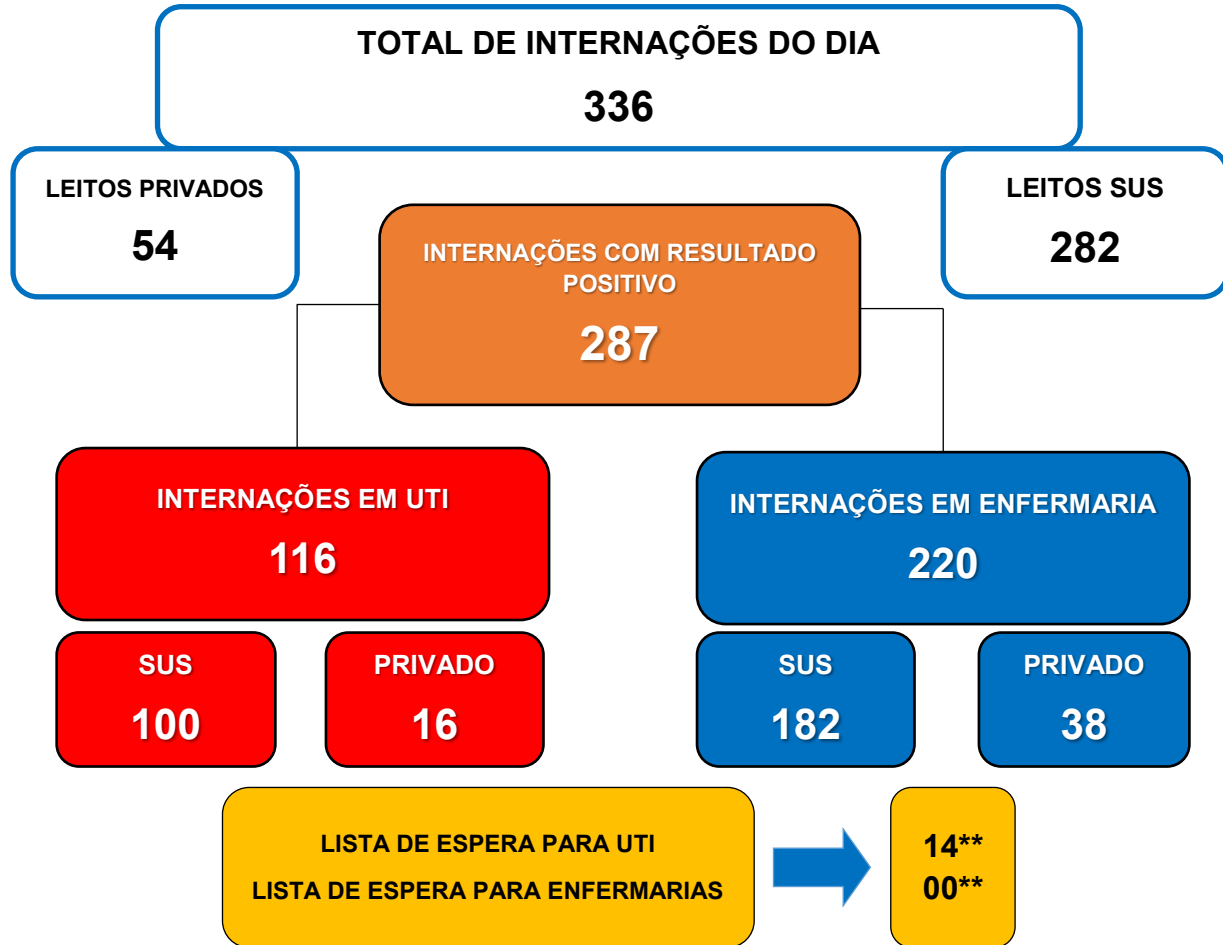 TOTAL DE INTERNAÇÕES DO DIA
336
LEITOS PRIVADOS
54
LEITOS SUS
282
INTERNAÇÕES COM RESULTADO
POSITIVO
287
INTERNAÇÕES EM UTI
116
INTERNAÇÕES EM ENFERMARIA
220
SUS
100
PRIVADO
16
SUS
182
PRIVADO
38
LISTA DE ESPERA PARA UTI
LISTA DE ESPERA PARA ENFERMARIAS
14**
00**